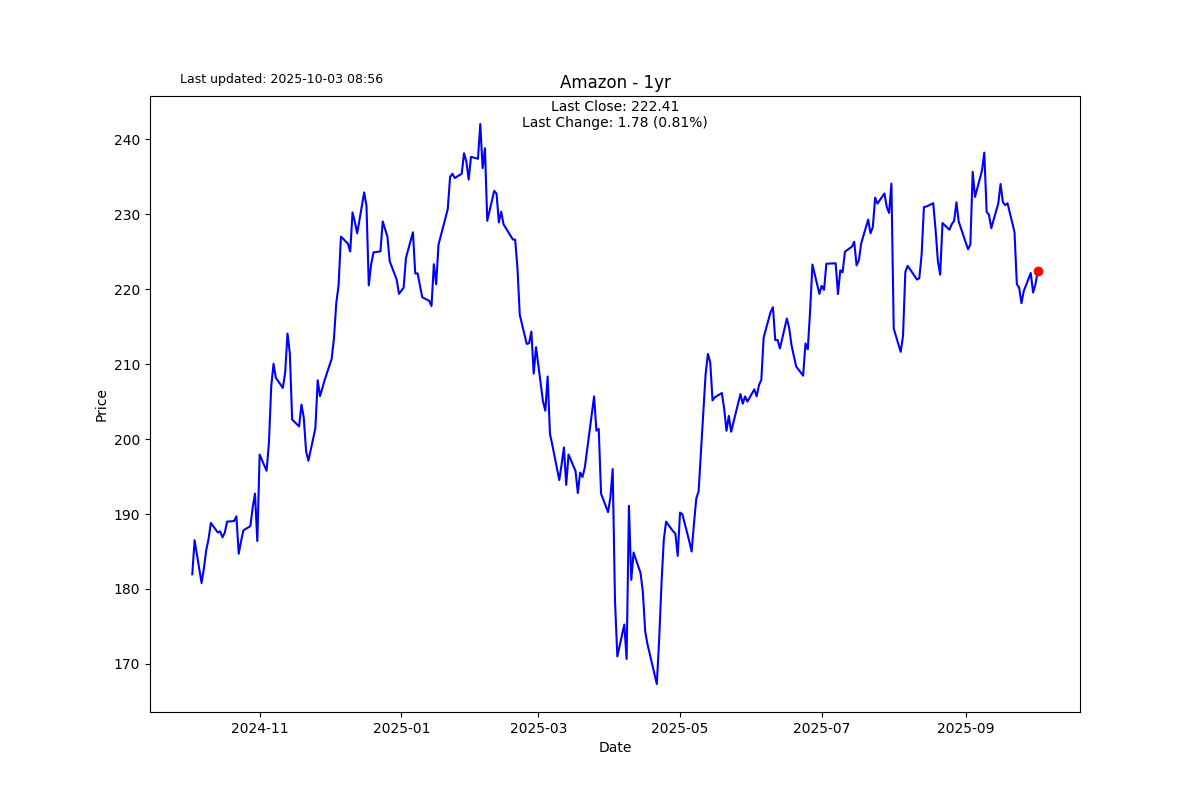 Last updated: 2025-10-03 08:56
Amazon - 1yr
Last Close: 222.41
Last Change: 1.78 (0.81%)
240
230
220
210
200
190
180
170
Price
2024-11
2025-01
2025-03
2025-05
2025-07
2025-09
Date